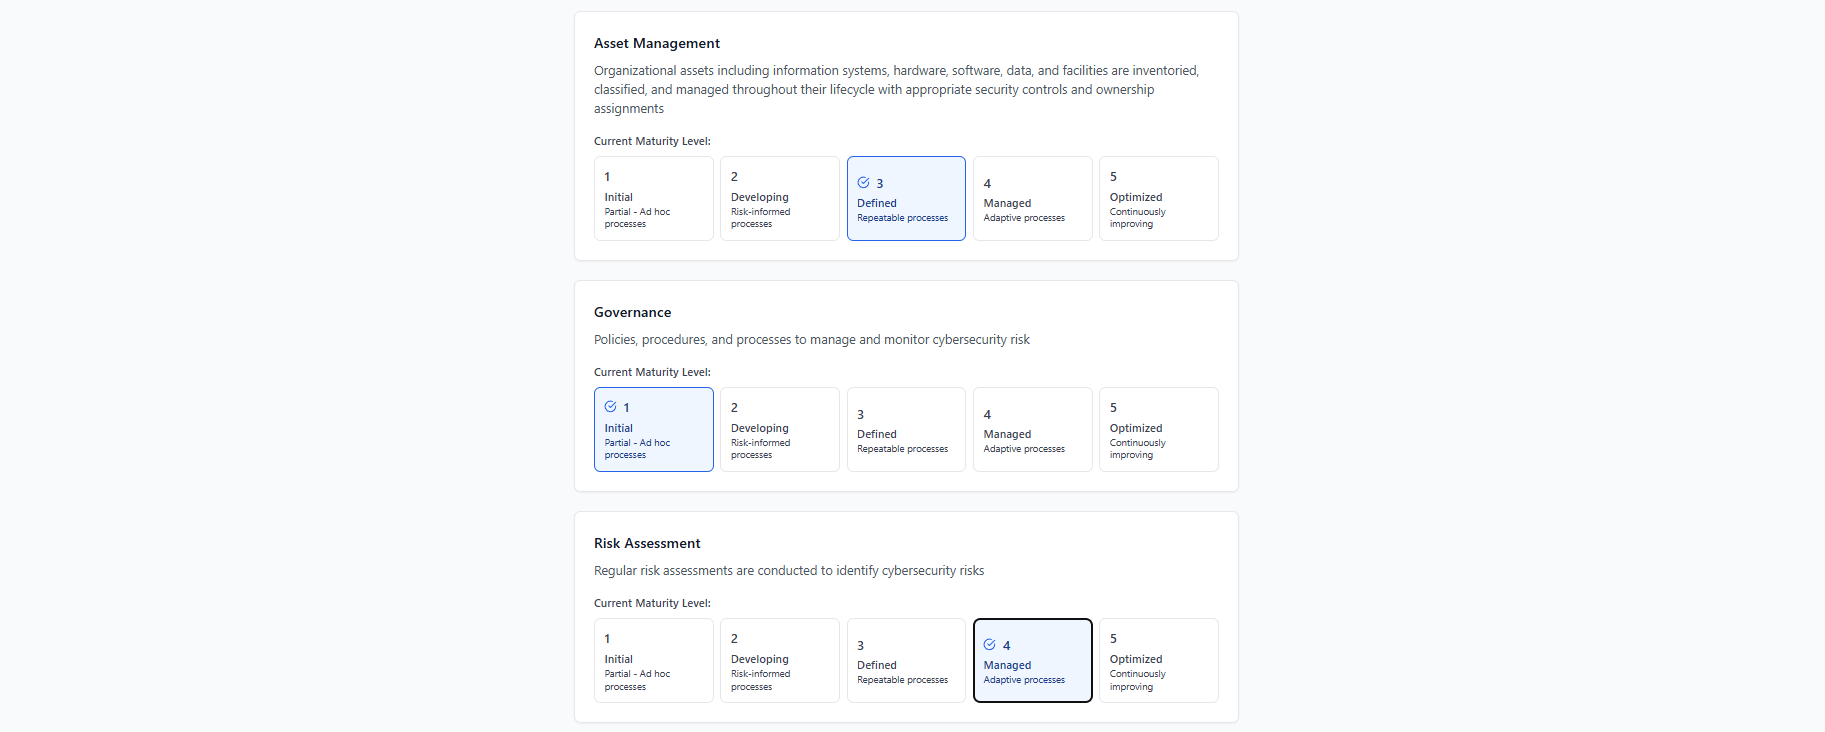 Asset Management
Organizational assets including information systems, hardware, software, data, and facilities are inventoried,
classified, and managed throughout their lifecycle with appropriate security controls and ownership
assignments
Current Maturity Level:
1
Initial
Partial - Ad hoc
processes
2
Developing
Risk-informed
processes
3
Defined
Repeatable processes
4
Managed
Adaptive processes
5
Optimized
Continuously
improving
Governance
Policies, procedures, and processes to manage and monitor cybersecurity risk
Current Maturity Level:
1
Initial
Partial - Ad hoc
processes
2
Developing
Risk-informed
processes
3
Defined
Repeatable processes
4
Managed
Adaptive processes
5
Optimized
Continuously
improving
Risk Assessment
Regular risk assessments are conducted to identify cybersecurity risks
Current Maturity Level:
1
Initial
Partial - Ad hoc
processes
2
Developing
Risk-informed
processes
3
Defined
Repeatable processes
4
Managed
Adaptive processes
5
Optimized
Continuously
improving